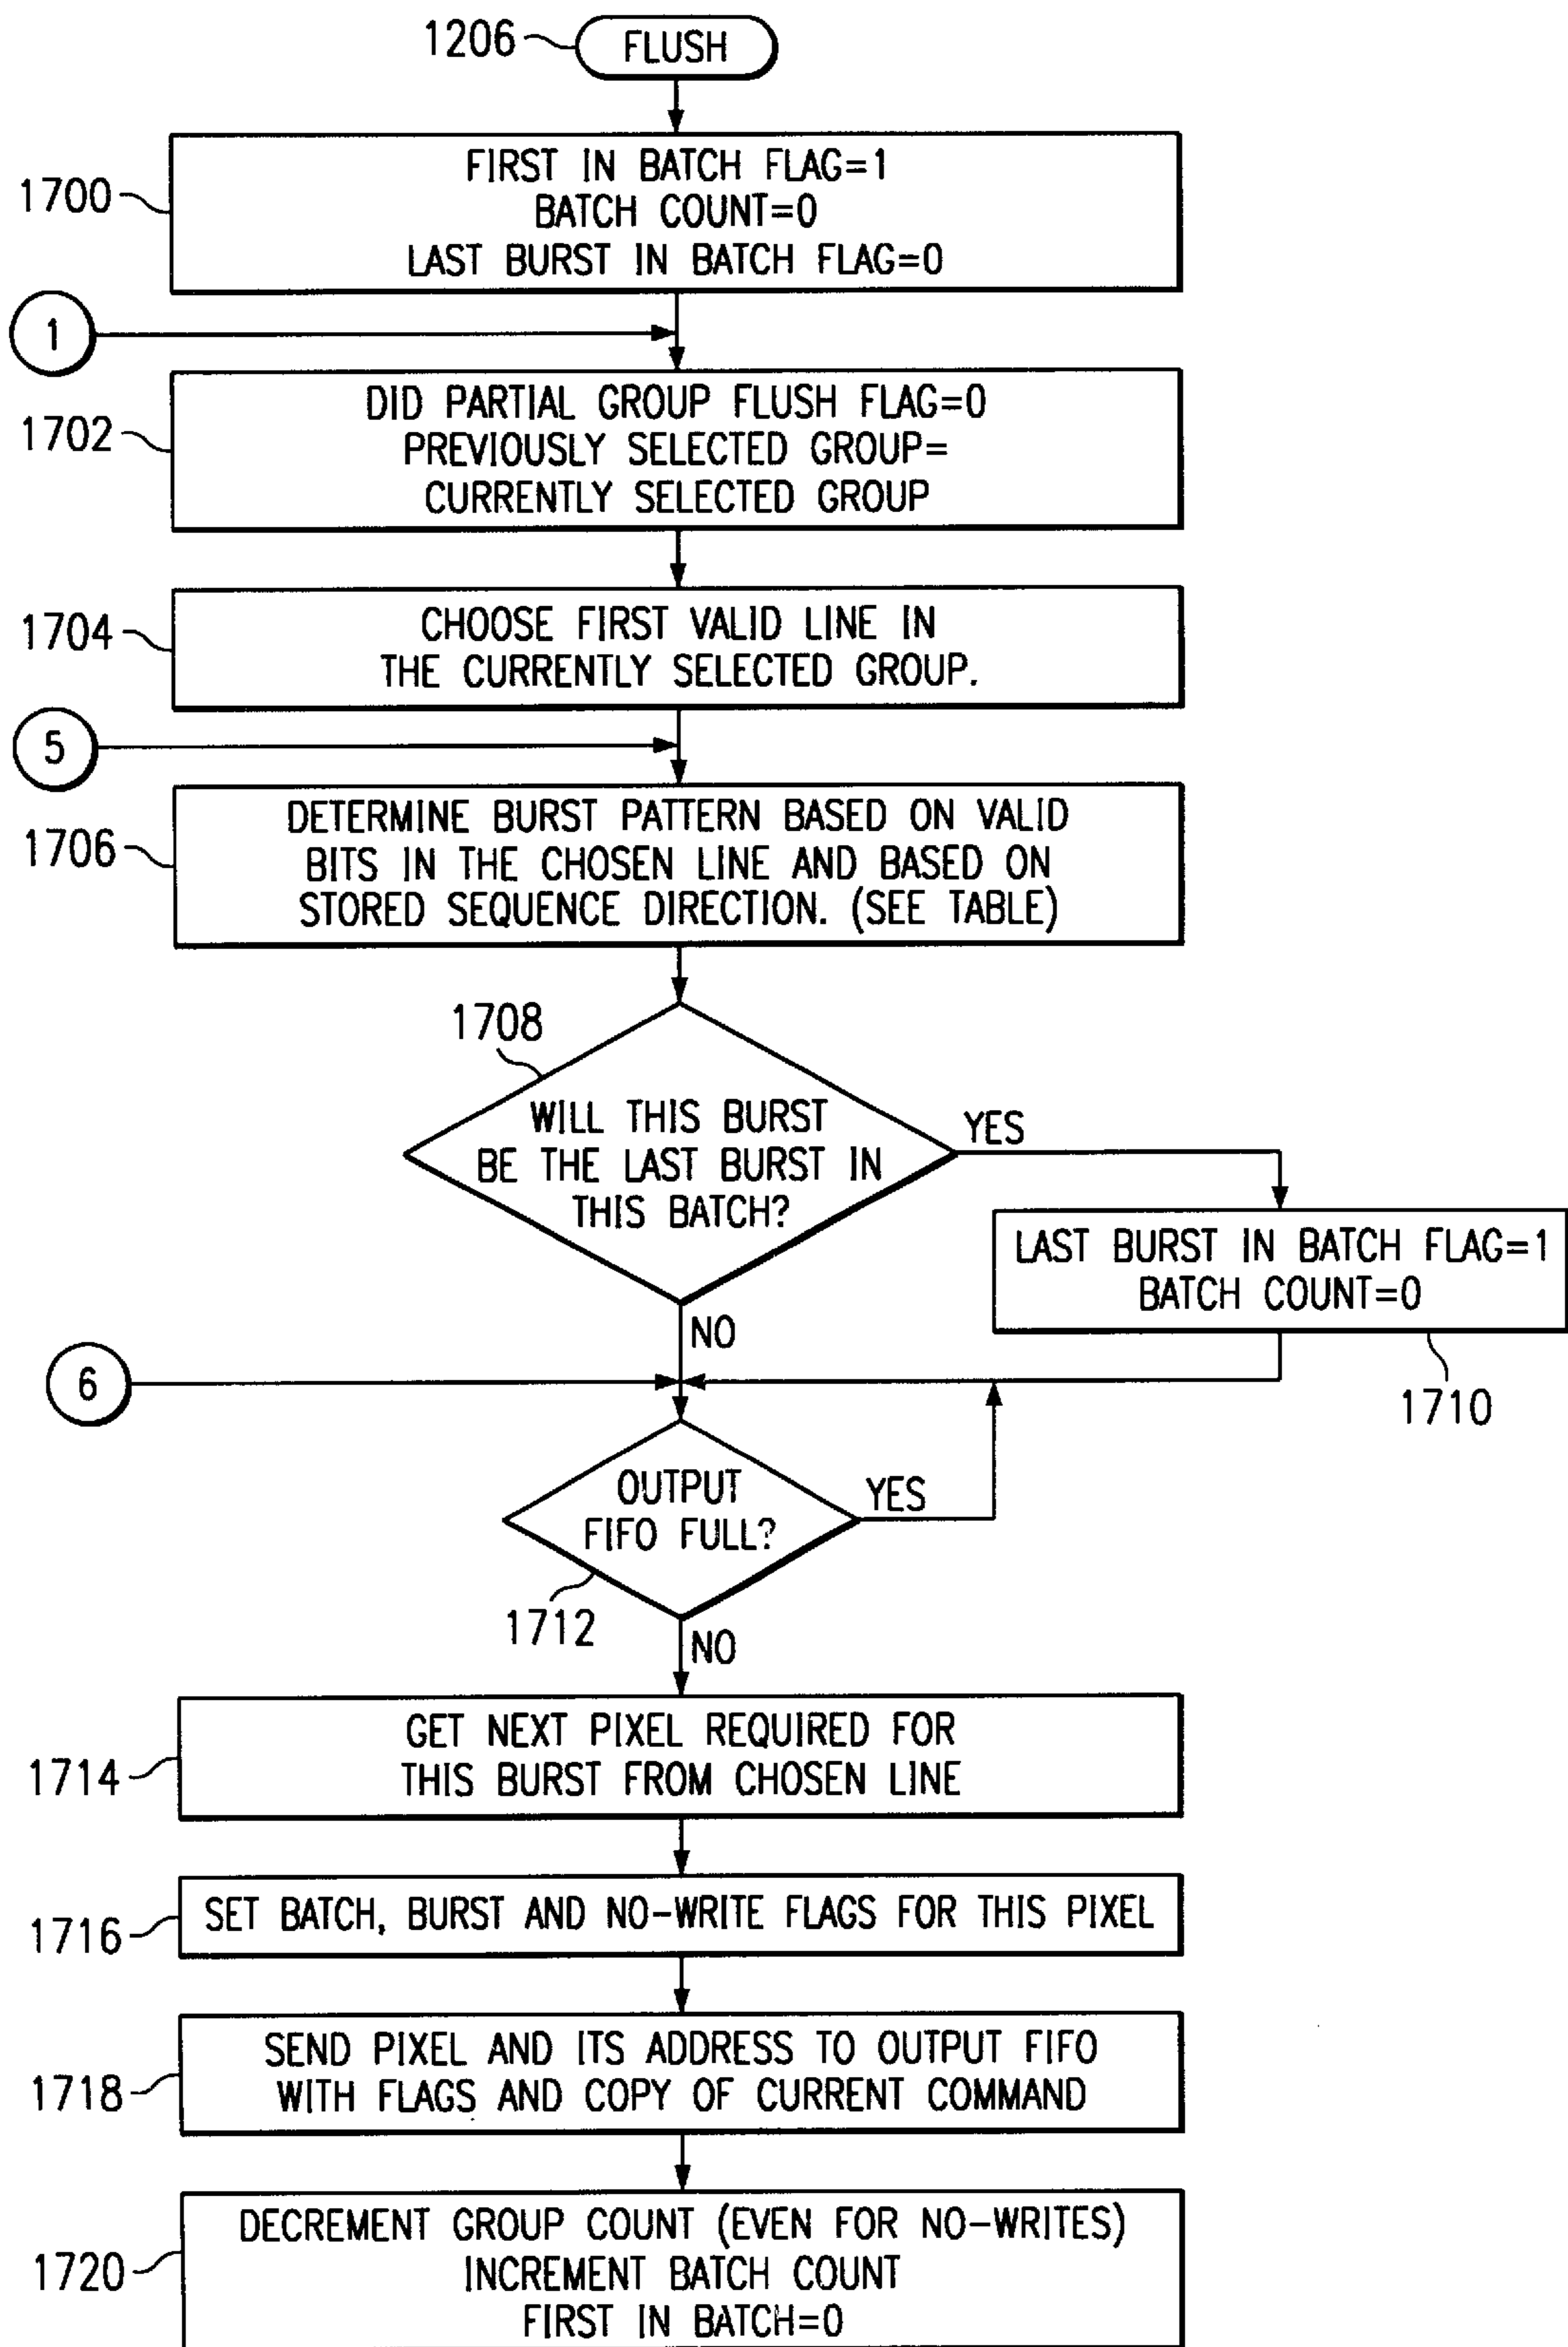 1206
FLUSH
1700
FIRST IN BATCH FLAG=1
BATCH COUNT=0
LAST BURST IN BATCH FLAG=0
1
1702
DID PARTIAL GROUP FLUSH FLAG=0
PREVIOUSLY SELECTED GROUP=
CURRENTLY SELECTED GROUP
1704
CHOOSE FIRST VALID LINE IN
THE CURRENTLY SELECTED GROUP.
5
1706
DETERMINE BURST PATTERN BASED ON VALID
BITS IN THE CHOSEN LINE AND BASED ON
STORED SEQUENCE DIRECTION. (SEE TABLE)
1708
WILL THIS BURST
BE THE LAST BURST IN
THIS BATCH?
YES
LAST BURST IN BATCH FLAG=1
BATCH COUNT=0
1710
NO
6
OUTPUT
FIFO FULL?
YES
1712
NO
1714
GET NEXT PIXEL REQUIRED FOR
THIS BURST FROM CHOSEN LINE
1716
SET BATCH, BURST AND NO-WRITE FLAGS FOR THIS PIXEL
1718
SEND PIXEL AND ITS ADDRESS TO OUTPUT FIFO
WITH FLAGS AND COPY OF CURRENT COMMAND
1720
DECREMENT GROUP COUNT (EVEN FOR NO-WRITES)
INCREMENT BATCH COUNT
FIRST IN BATCH=0